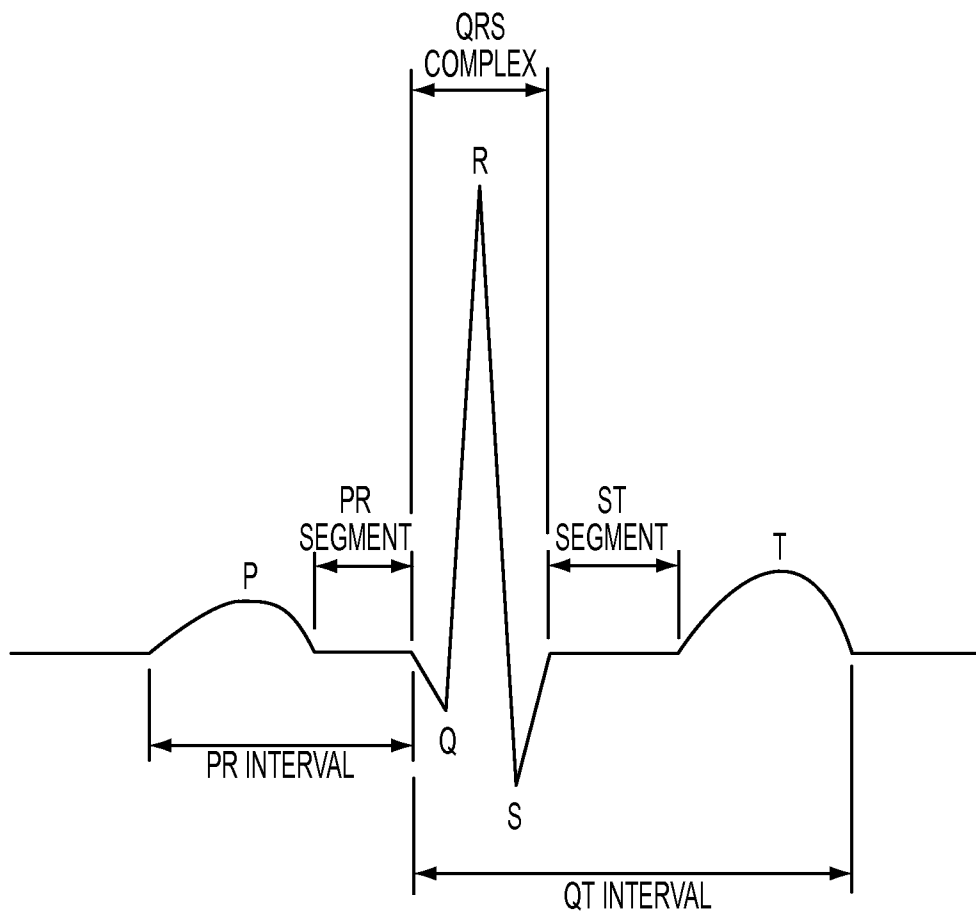 QRS
COMPLEX
R
PR
SEGMENT
ST
SEGMENT
P
T
Q
PR INTERVAL
S
QT INTERVAL